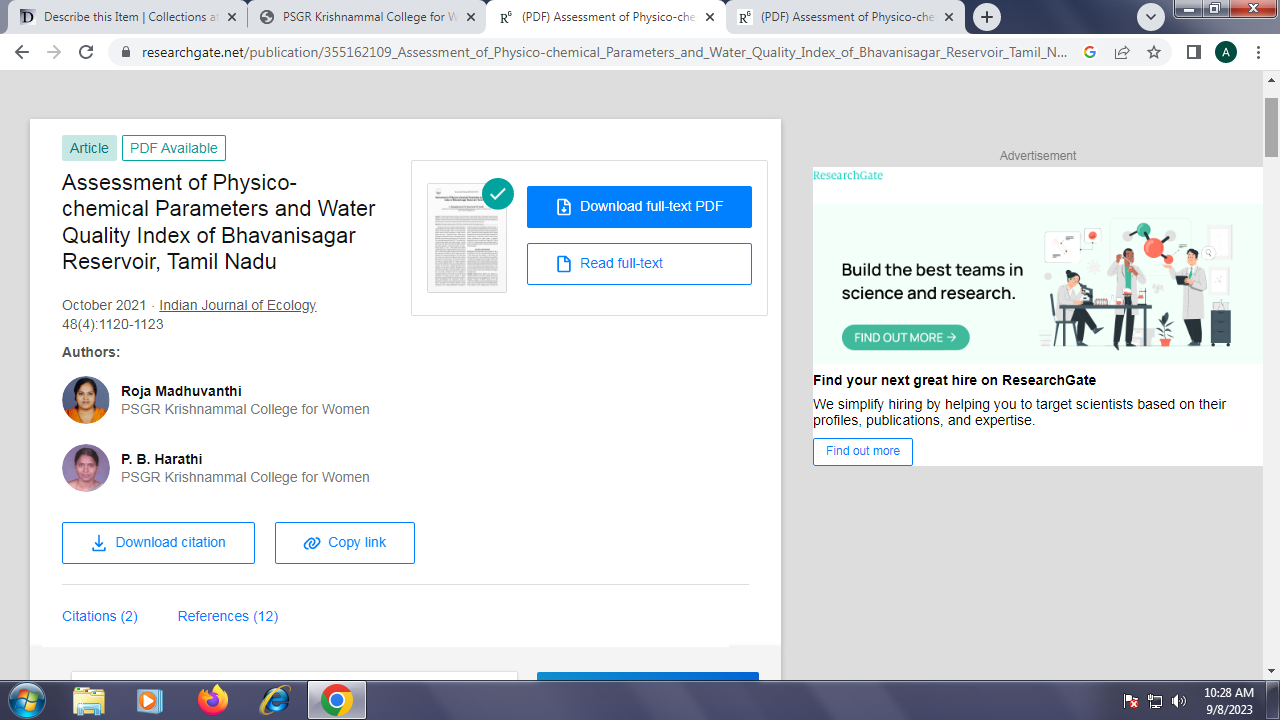 Describe this Item | Collections at
PSGR Krishnammal College for W
(PDF) Assessment of Physico-che
(PDF) Assessment of Physico-che
researchgate.net/publication/355162109_Assessment_of_Physico-chemical_Parameters_and_Water_Quality_Index_of_Bhavanisagar_Reservoir_Tamil_N...
A
Article
PDF Available
Assessment of Physico-
chemical Parameters and Water
Quality Index of Bhavanisagar
Reservoir, Tamil Nadu
October 2021 · Indian Journal of Ecology
48(4):1120-1123
Authors:
Roja Madhuvanthi
PSGR Krishnammal College for Women
P. B. Harathi
PSGR Krishnammal College for Women
Download full-text PDF
Read full-text
Download citation
Copy link
Citations (2)
References (12)
Advertisement
ResearchGate
Build the best teams in
science and research.
FIND OUT MORE →
Find your next great hire on ResearchGate
We simplify hiring by helping you to target scientists based on their
profiles, publications, and expertise.
Find out more
10:28 AM
9/8/2023